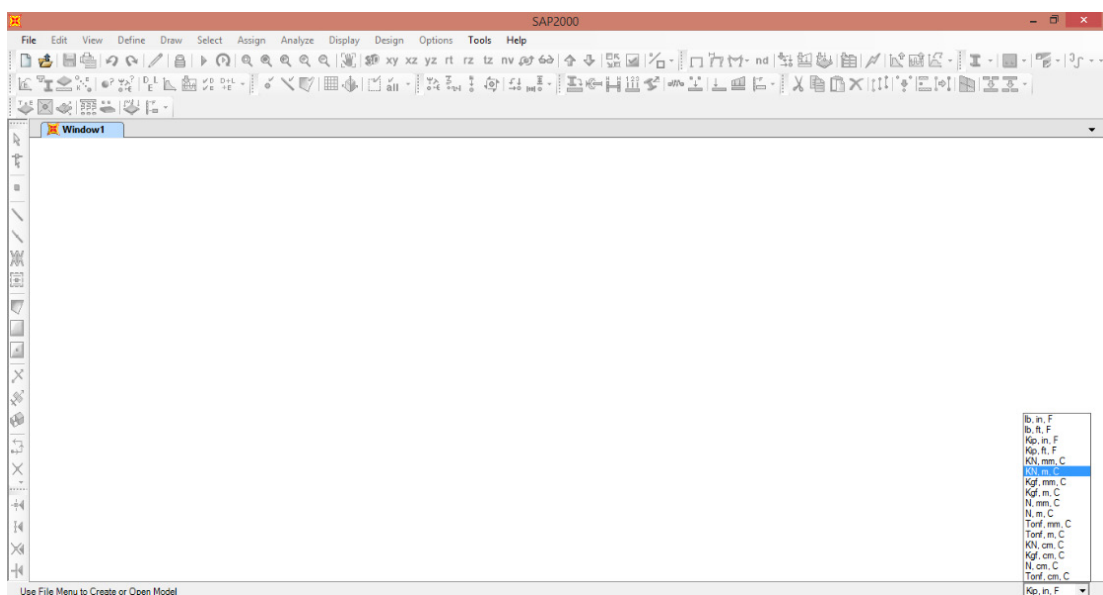 SAP2000
File Edit View Define Draw Select Assign Analyze Display Design Options Tools Help
xy xz yz rt rz tz nv nd
all
Window1
lb, in, F
lb, ft, F
Kip, in, F
Kip, ft, F
KN, mm, C
KN, m, C
Kgf, mm, C
Kgf, m, C
N, mm, C
N, m, C
Tonf, mm, C
Tonf, m, C
KN, cm, C
Kgf, cm, C
N, cm, C
Tonf, cm, C
Use File Menu to Create or Open Model
Kip, in, F